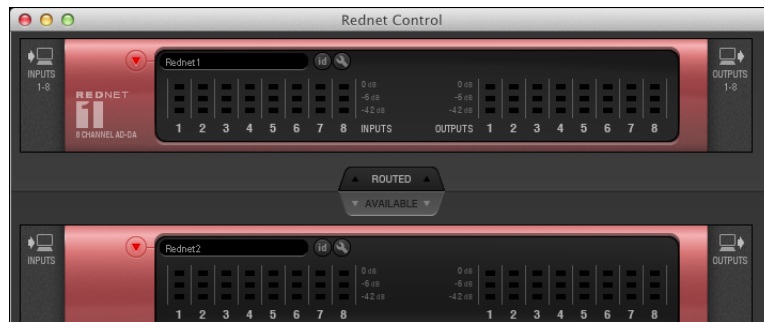 Rednet Control
INPUTS
1-8
REDNET
1
8 CHANNEL AD-DA
Rednet1
id
0 dB
-6 dB
-42 dB
1 2 3 4 5 6 7 8 INPUTS
0 dB
-6 dB
-42 dB
OUTPUTS 1 2 3 4 5 6 7 8
OUTPUTS
1-8
ROUTED
AVAILABLE
INPUTS
Rednet2
id
0 dB
-6 dB
-42 dB
1 2 3 4 5 6 7 8
0 dB
-6 dB
-42 dB
1 2 3 4 5 6 7 8
OUTPUTS